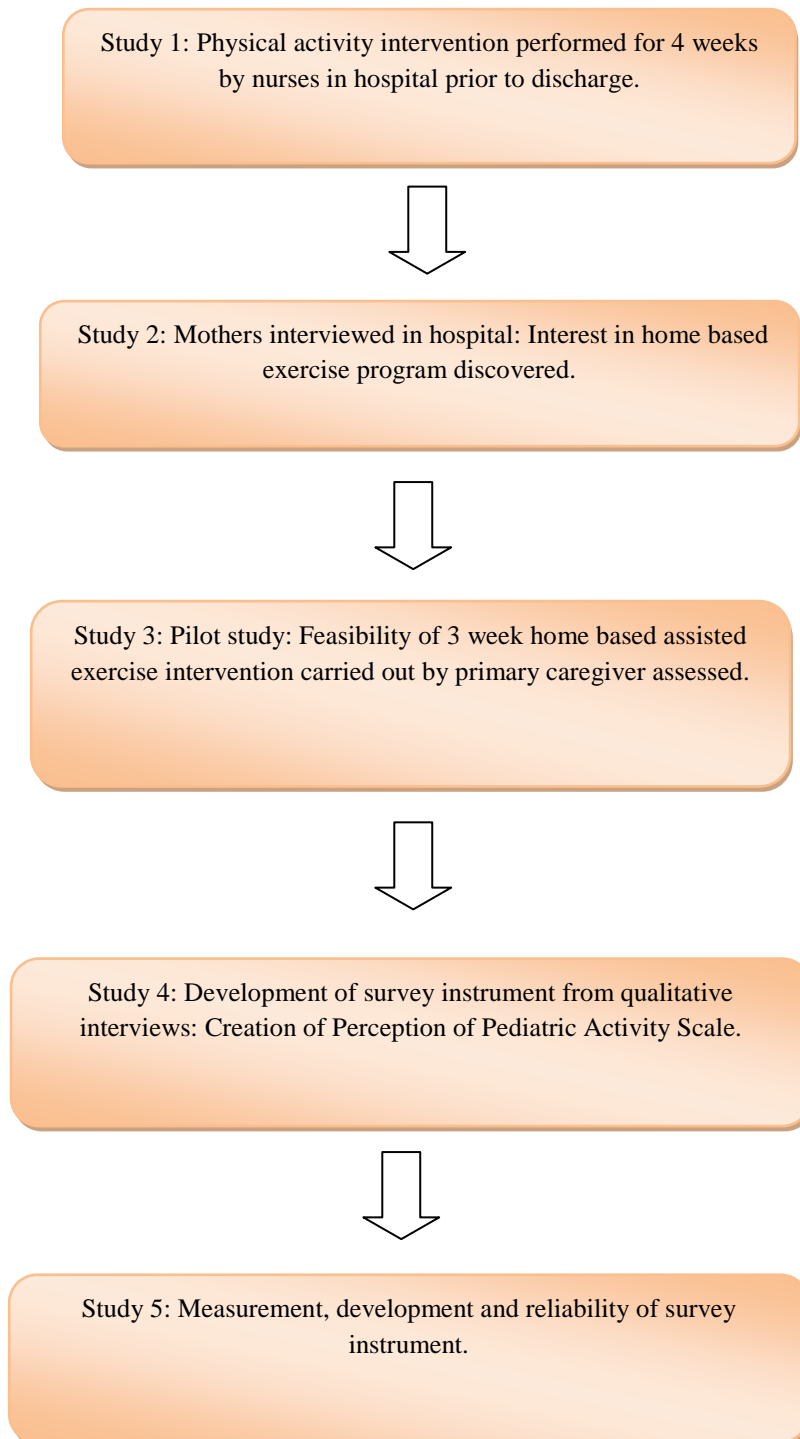 Study 1: Physical activity intervention performed for 4 weeks
by nurses in hospital prior to discharge.
Study 2: Mothers interviewed in hospital: Interest in home based
exercise program discovered.
Study 3: Pilot study: Feasibility of 3 week home based assisted
exercise intervention carried out by primary caregiver assessed.
Study 4: Development of survey instrument from qualitative
interviews: Creation of Perception of Pediatric Activity Scale.
Study 5: Measurement, development and reliability of survey
instrument.